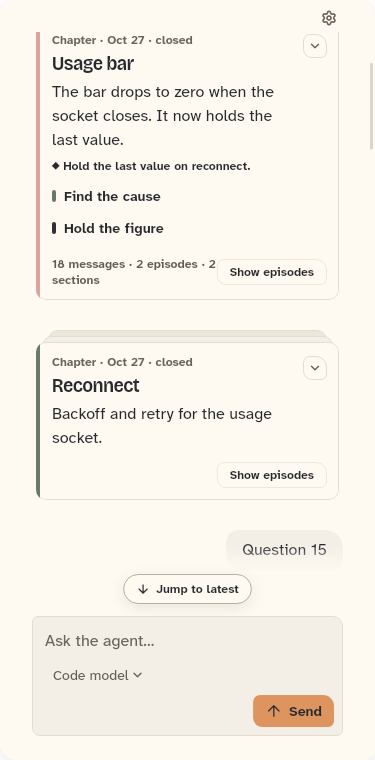 Chapter · Oct 27 · closed
Usage bar
The bar drops to zero when the
socket closes. It now holds the
last value.
◆ Hold the last value on reconnect.
Find the cause
Hold the figure
18 messages · 2 episodes · 2
sections
Show episodes
Chapter · Oct 27 · closed
Reconnect
Backoff and retry for the usage
socket.
Show episodes
Question 15
Jump to latest
Ask the agent...
Code model
Send